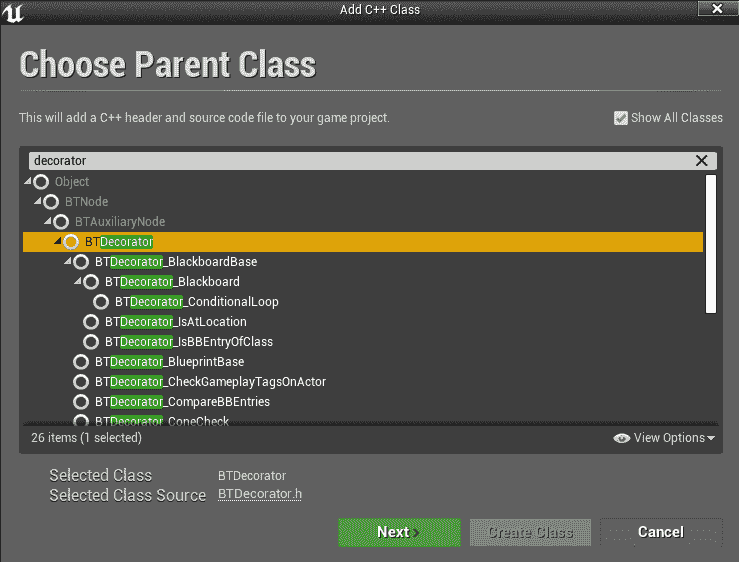 Add C++ Class
Choose Parent Class
This will add a C++ header and source code file to your game project.
Show All Classes
decorator
Object
BTNode
BTAuxiliaryNode
BTDecorator
BTDecorator_BlackboardBase
BTDecorator_Blackboard
BTDecorator_ConditionalLoop
BTDecorator_IsAtLocation
BTDecorator_IsBBEntryOfClass
BTDecorator_BlueprintBase
BTDecorator_CheckGameplayTagsOnActor
BTDecorator_CompareBBEntries
BTDecorator_ConeCheck
26 items (1 selected)
View Options
Selected Class BTDecorator
Selected Class Source BTDecorator.h
Next Create Class Cancel